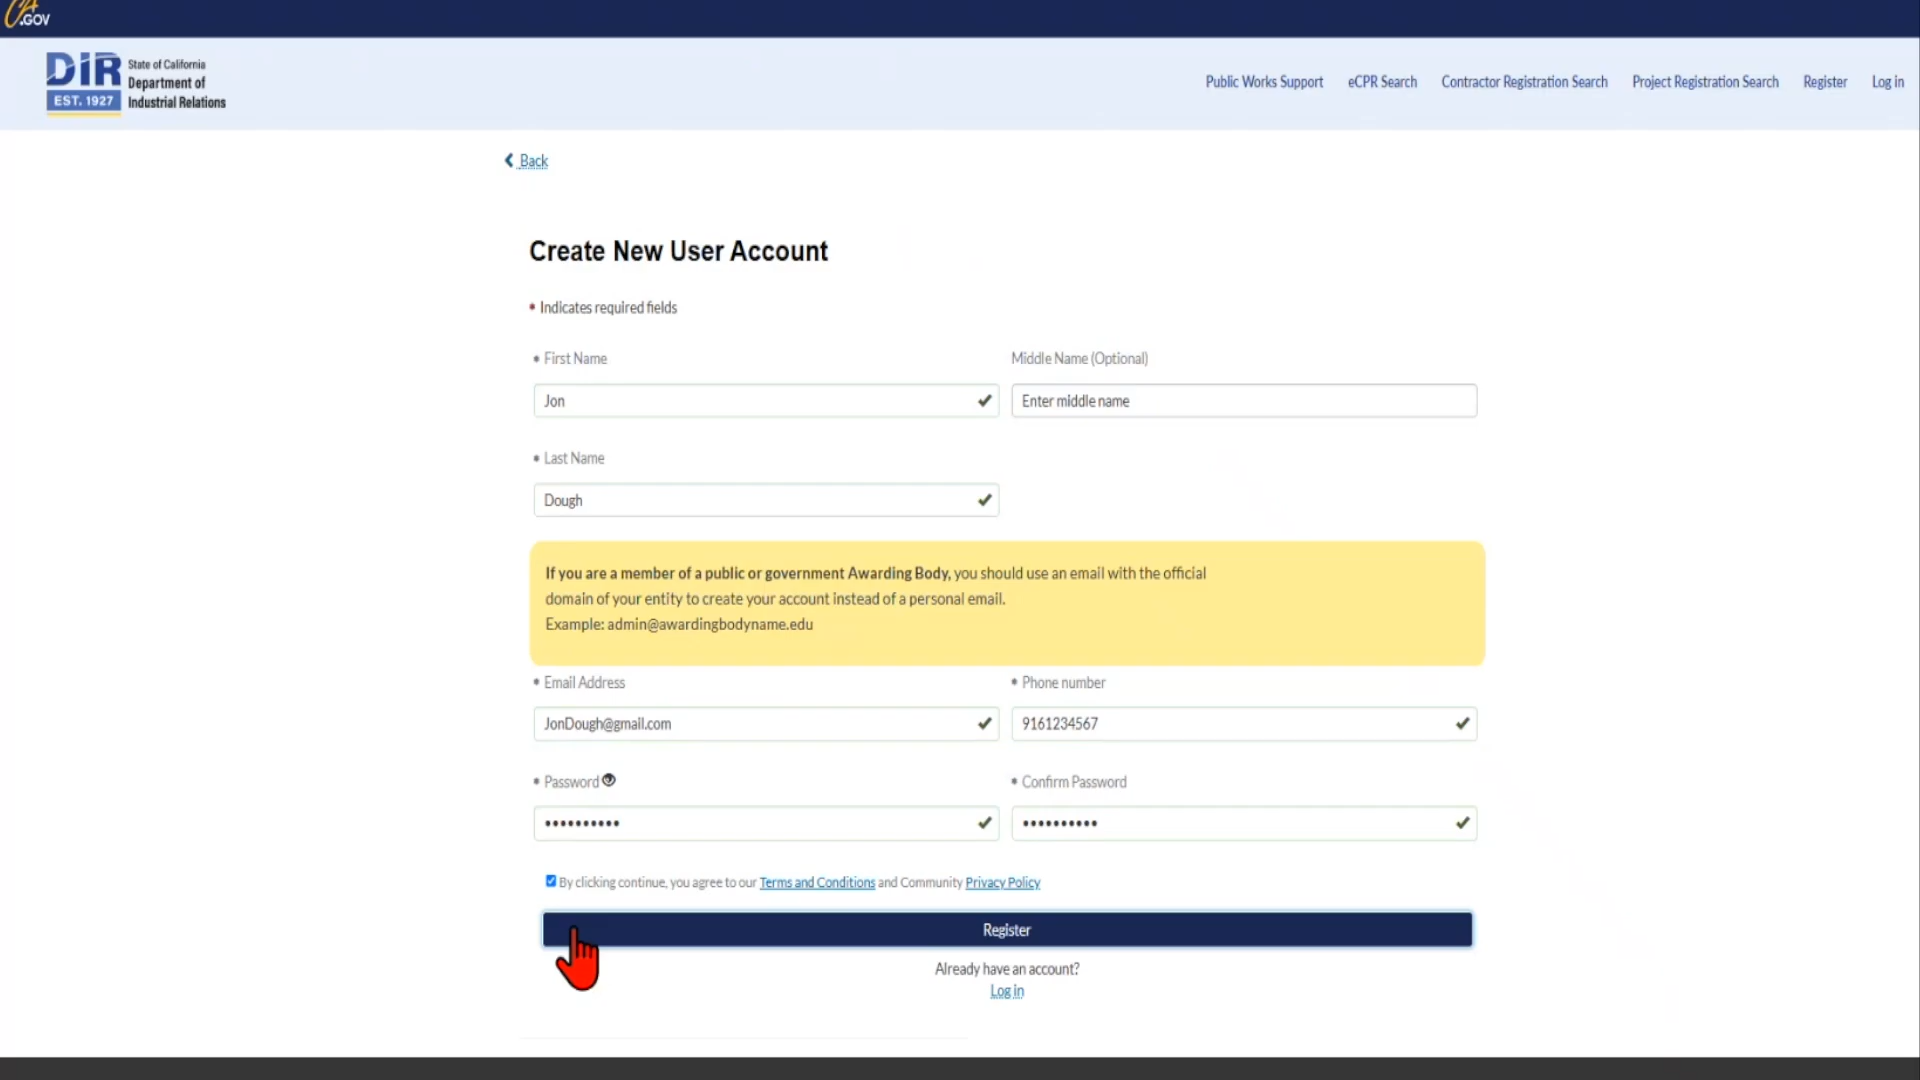 CA.GOV
DIR
EST. 1927
State of California
Department of
Industrial Relations
Public Works Support eCPR Search Contractor Registration Search Project Registration Search Register Log in
Back
Create New User Account
* Indicates required fields
* First Name Middle Name (Optional)
Jon Enter middle name
* Last Name
Dough
If you are a member of a public or government Awarding Body, you should use an email with the official
domain of your entity to create your account instead of a personal email.
Example: admin@awardingbodyname.edu
* Email Address * Phone number
JonDough@gmail.com 9161234567
* Password * Confirm Password
•••••••••• ••••••••••
By clicking continue, you agree to our Terms and Conditions and Community Privacy Policy
Register
Already have an account?
Log in